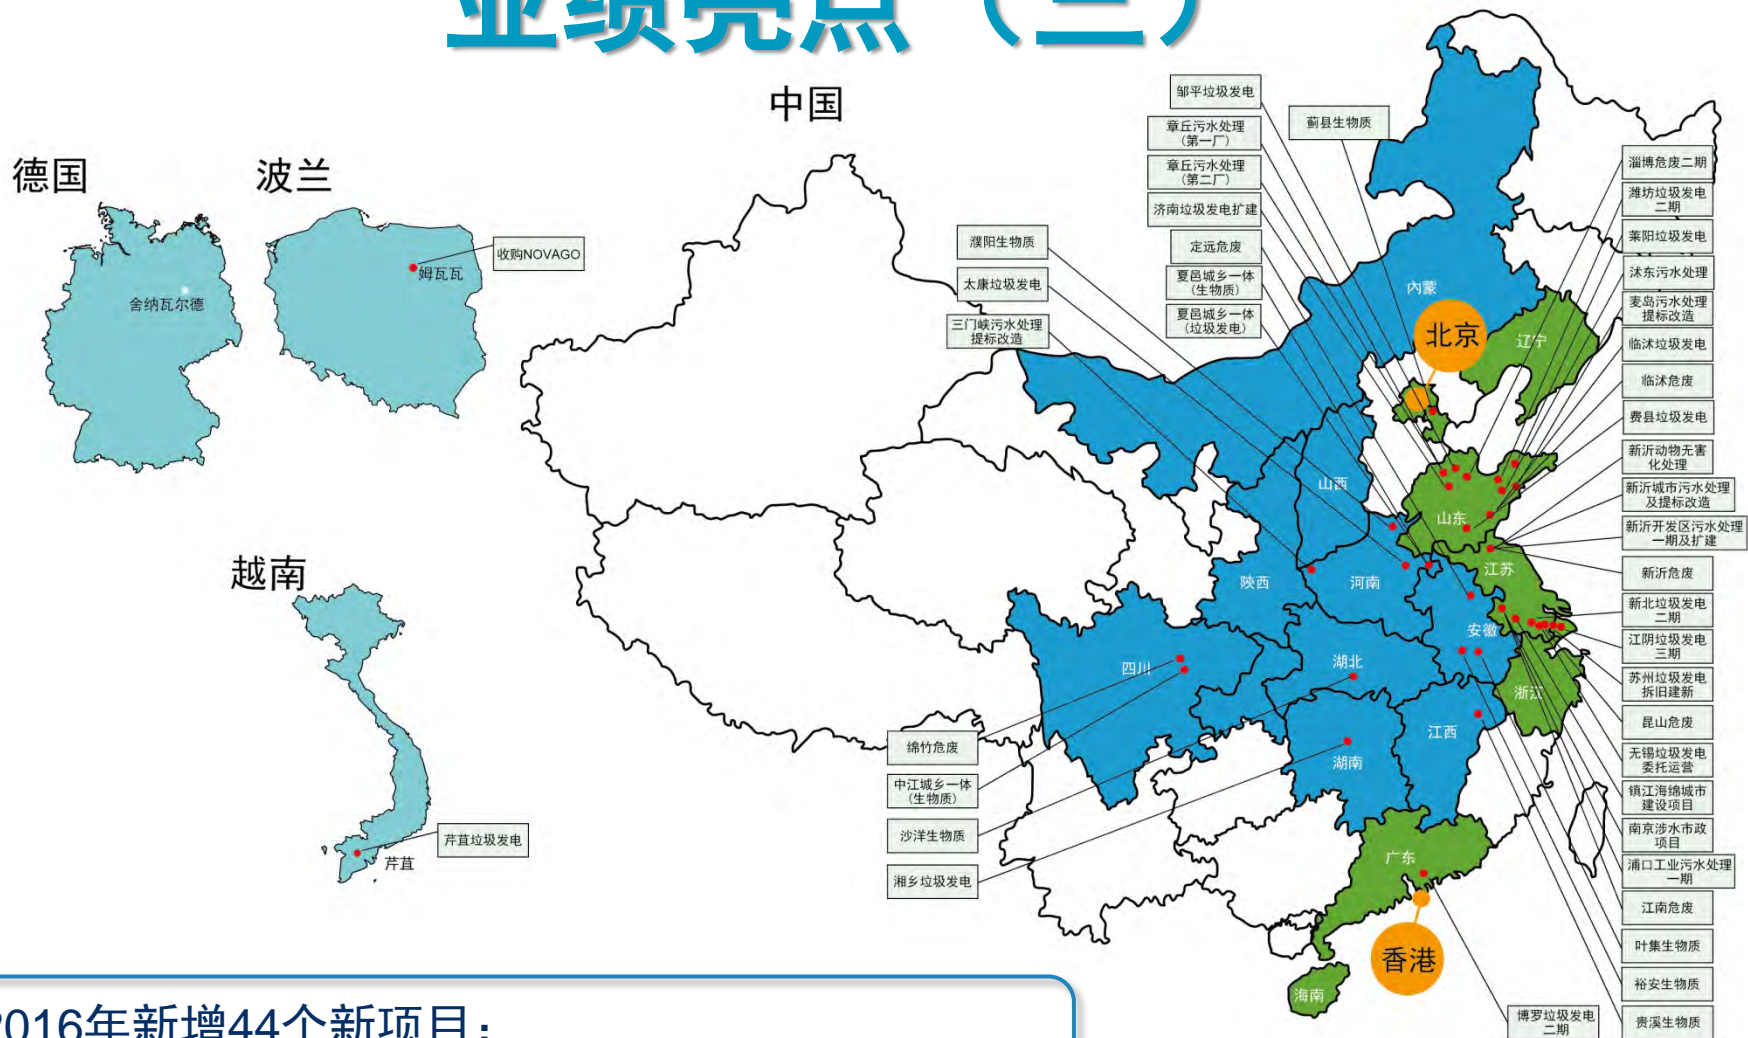 业绩亮点（三）
中国
德国
波兰
收购NOVAGO
姆瓦瓦
舍纳瓦尔德
越南
芹苴垃圾发电
芹苴
邹平垃圾发电
章丘污水处理
（第一厂）
章丘污水处理
（第二厂）
济南垃圾发电扩建
定远危废
夏邑城乡一体
（生物质）
夏邑城乡一体
（垃圾发电）
蓟县生物质
濮阳生物质
太康垃圾发电
三门峡污水处理
提标改造
淄博危废二期
潍坊垃圾发电
二期
莱阳垃圾发电
沭东污水处理
麦岛污水处理
提标改造
临沭垃圾发电
临沭危废
费县垃圾发电
新沂动物无害
化处理
新沂城市污水处理
及提标改造
新沂开发区污水处理
一期及扩建
新沂危废
新北垃圾发电
二期
江阴垃圾发电
三期
苏州垃圾发电
拆旧建新
昆山危废
无锡垃圾发电
委托运营
镇江海绵城市
建设项目
南京涉水市政
项目
浦口工业污水处理
一期
江南危废
叶集生物质
裕安生物质
贵溪生物质
博罗垃圾发电
二期
绵竹危废
中江城乡一体
（生物质）
沙洋生物质
湘乡垃圾发电
内蒙
北京
辽宁
山西
山东
陕西
河南
江苏
安徽
四川
湖北
浙江
江西
湖南
广东
香港
海南
2016年新增44个新项目：